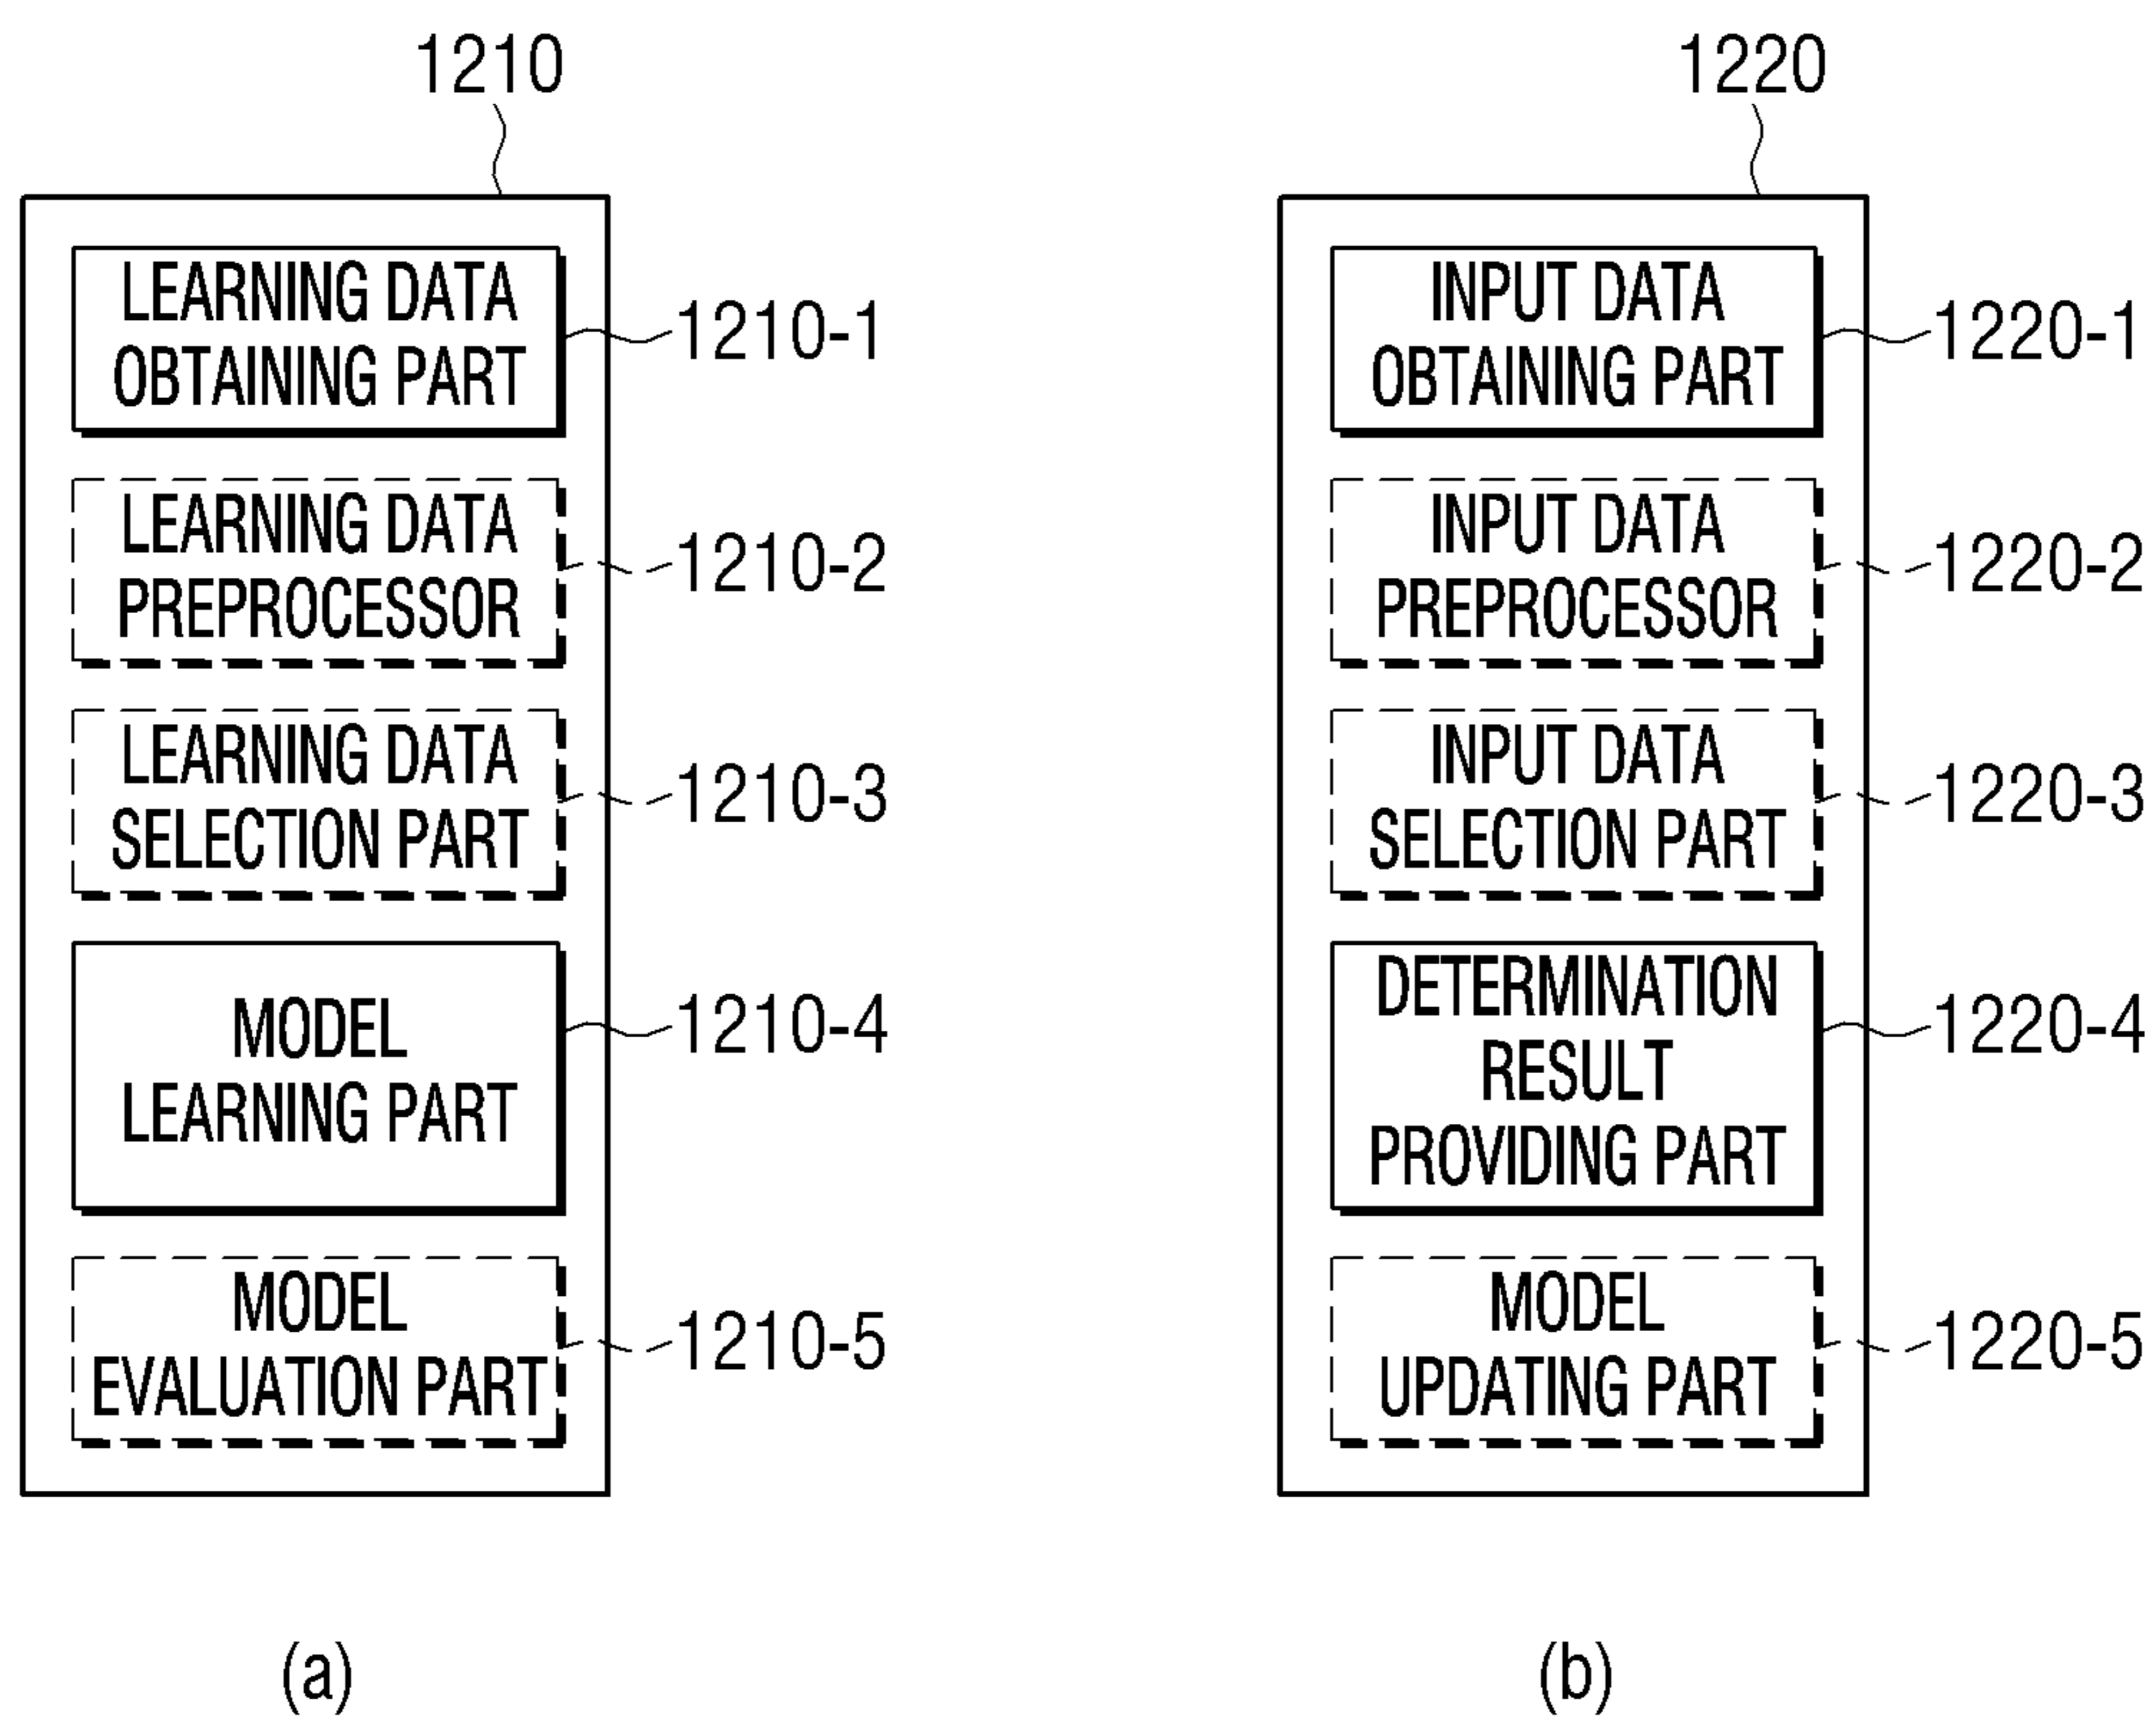 1210
LEARNING DATA
OBTAINING PART
1210-1
LEARNING DATA
PREPROCESSOR
1210-2
LEARNING DATA
SELECTION PART
1210-3
MODEL
LEARNING PART
1210-4
MODEL
EVALUATION PART
1210-5
(a)
1220
INPUT DATA
OBTAINING PART
1220-1
INPUT DATA
PREPROCESSOR
1220-2
INPUT DATA
SELECTION PART
1220-3
DETERMINATION
RESULT
PROVIDING PART
1220-4
MODEL
UPDATING PART
1220-5
(b)